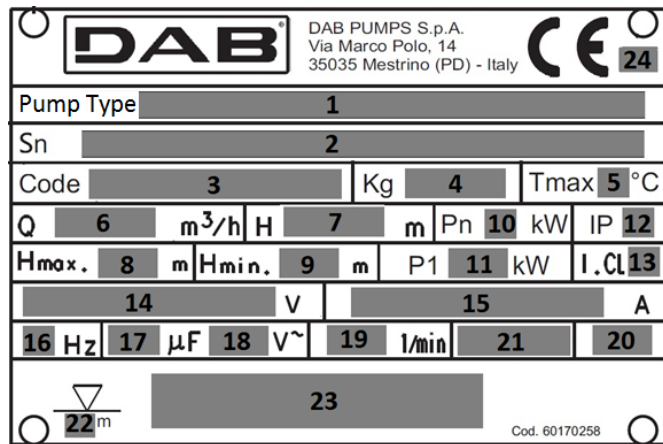 DAB
DAB PUMPS S.p.A.
Via Marco Polo, 14
35035 Mestrino (PD) - Italy
CE 24
Pump Type 1
Sn 2
Code 3 Kg 4 Tmax 5 °C
Q 6 m³/h H 7 m Pn 10 kW IP 12
Hmax. 8 m Hmin. 9 m P1 11 kW I.CL 13
14 V 15 A
16 Hz 17 µF 18 V~ 19 1/min 21 20
22 m 23
Cod. 60170258